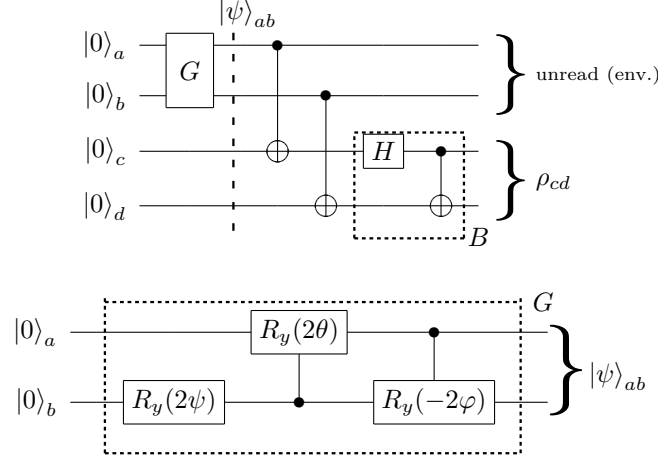 |ψ⟩_ab
|0⟩_a
G
|0⟩_b
unread (env.)
|0⟩_c
H
ρ_cd
|0⟩_d
B
G
|0⟩_a
R_y(2θ)
|ψ⟩_ab
|0⟩_b
R_y(2ψ)
R_y(−2φ)